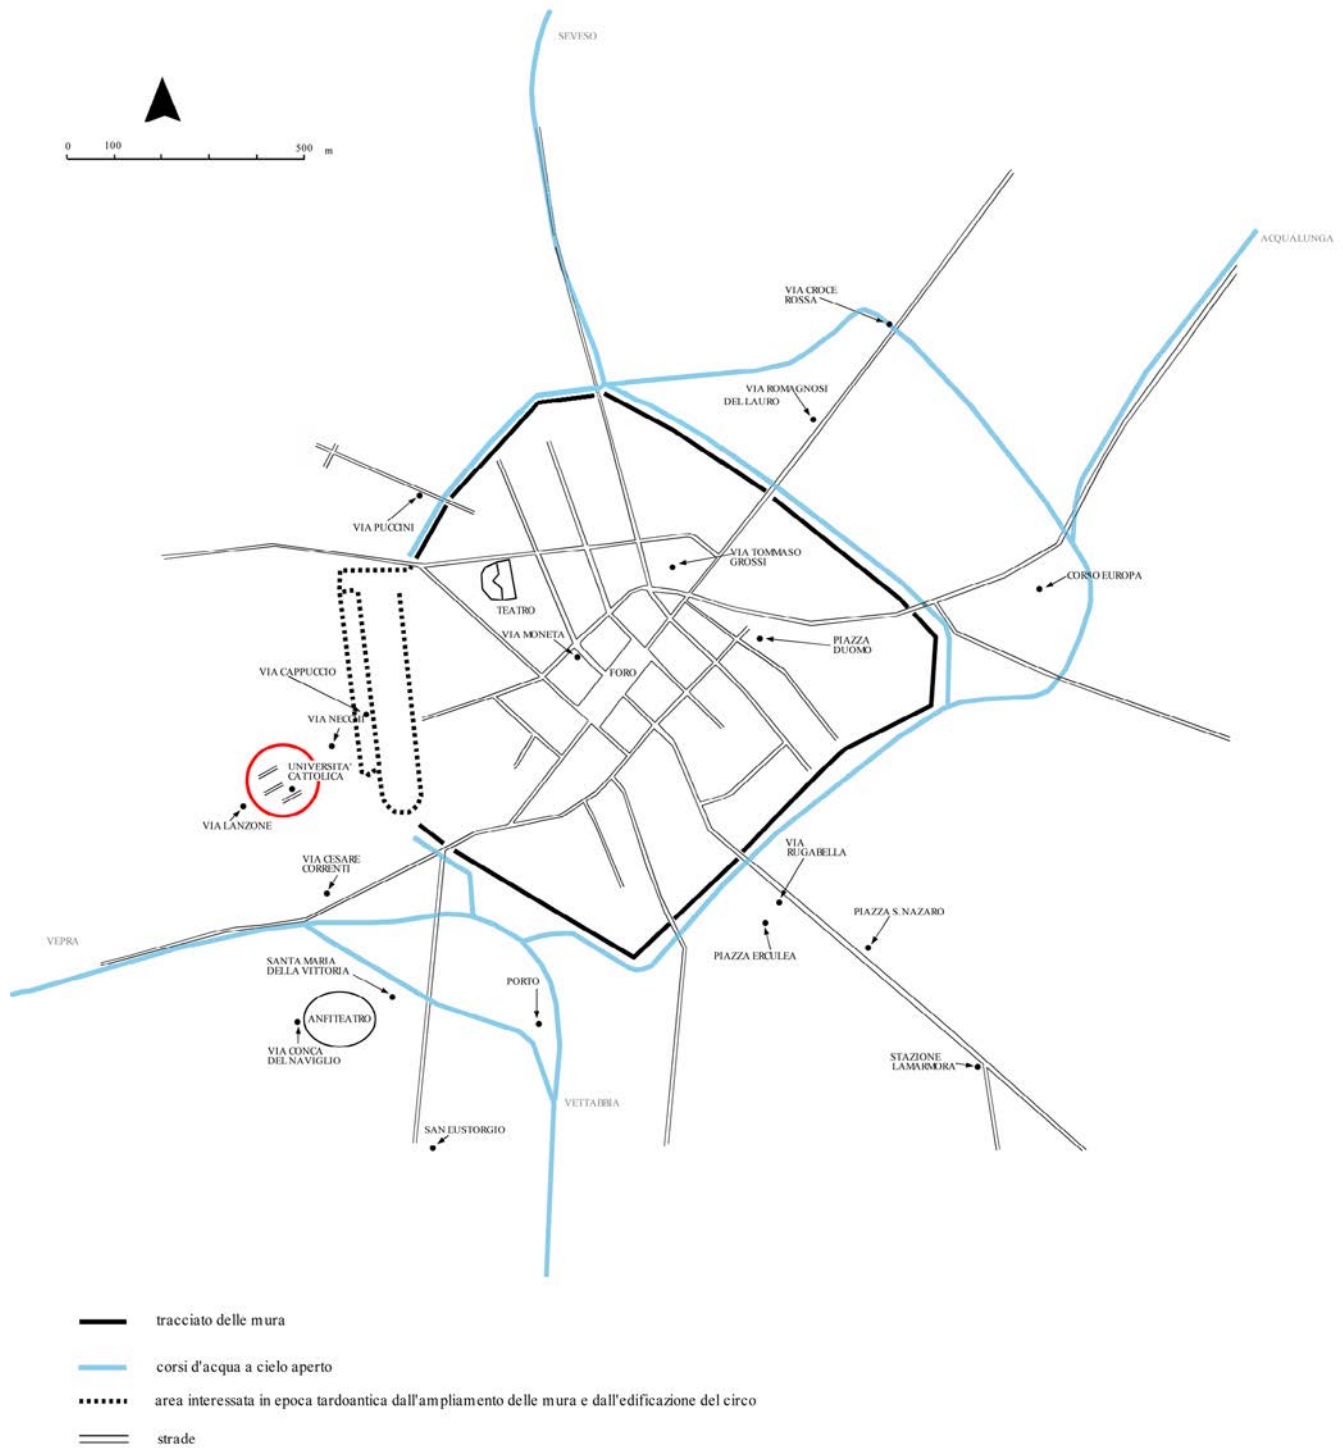 SEVESO
0 100 500 m
ACQUALUNGA
VIA CROCE
ROSSA
VIA ROMAGNOSI
DEL LAURO
VIA PUCCINI
VIA TOMMASO
GROSSI
CORSO EUROPA
TEATRO
VIA MONETA
PIAZZA
DUOMO
FORO
VIA CAPPUCCIO
VIA NECCHI
UNIVERSITA'
CATTOLICA
VIA LANZONE
VIA CESARE
CORRENTI
VIA
RUGABELLA
PIAZZA S. NAZARO
VEPRA
SANTA MARIA
DELLA VITTORIA
PIAZZA ERCULEA
PORTO
ANFITEATRO
VIA CONCA
DEL NAVIGLIO
STAZIONE
LAMARMORA
VETTABBIA
SAN EUSTORGIO
tracciato delle mura
corsi d'acqua a cielo aperto
area interessata in epoca tardoantica dall'ampliamento delle mura e dall'edificazione del circo
strade